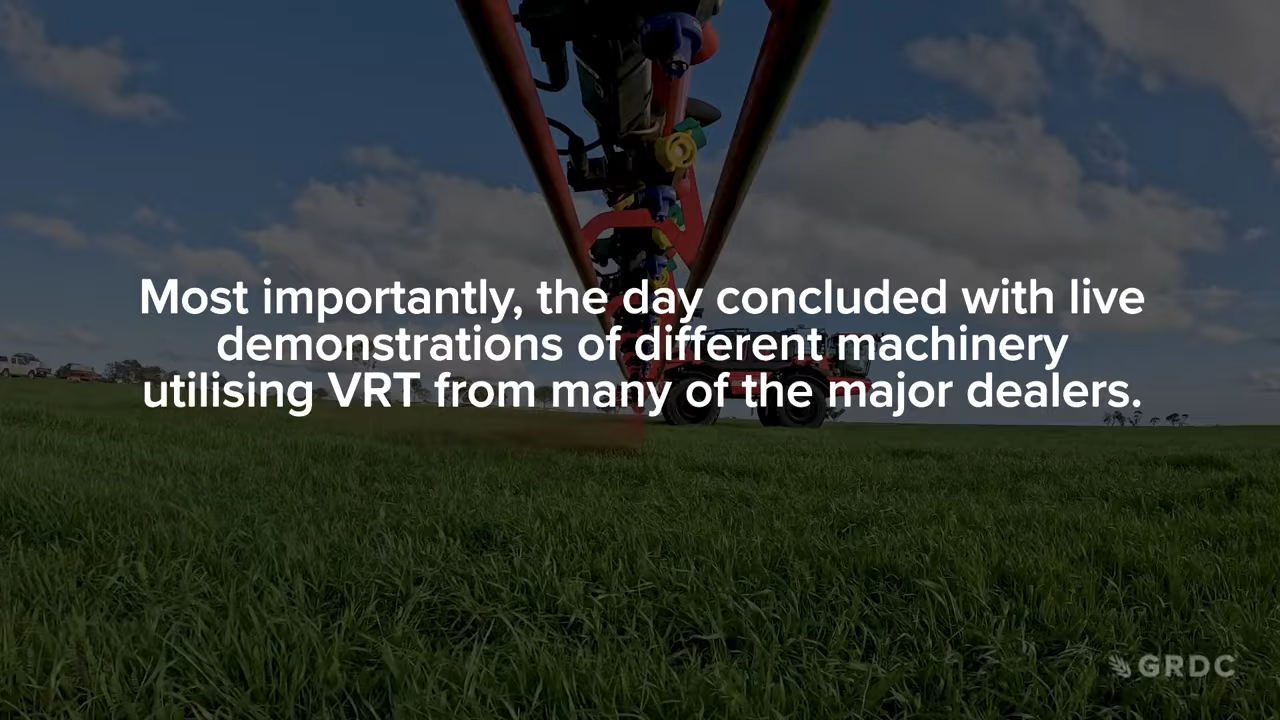 Most importantly, the day concluded with live
demonstrations of different machinery
utilising VRT from many of the major dealers.
GRDC